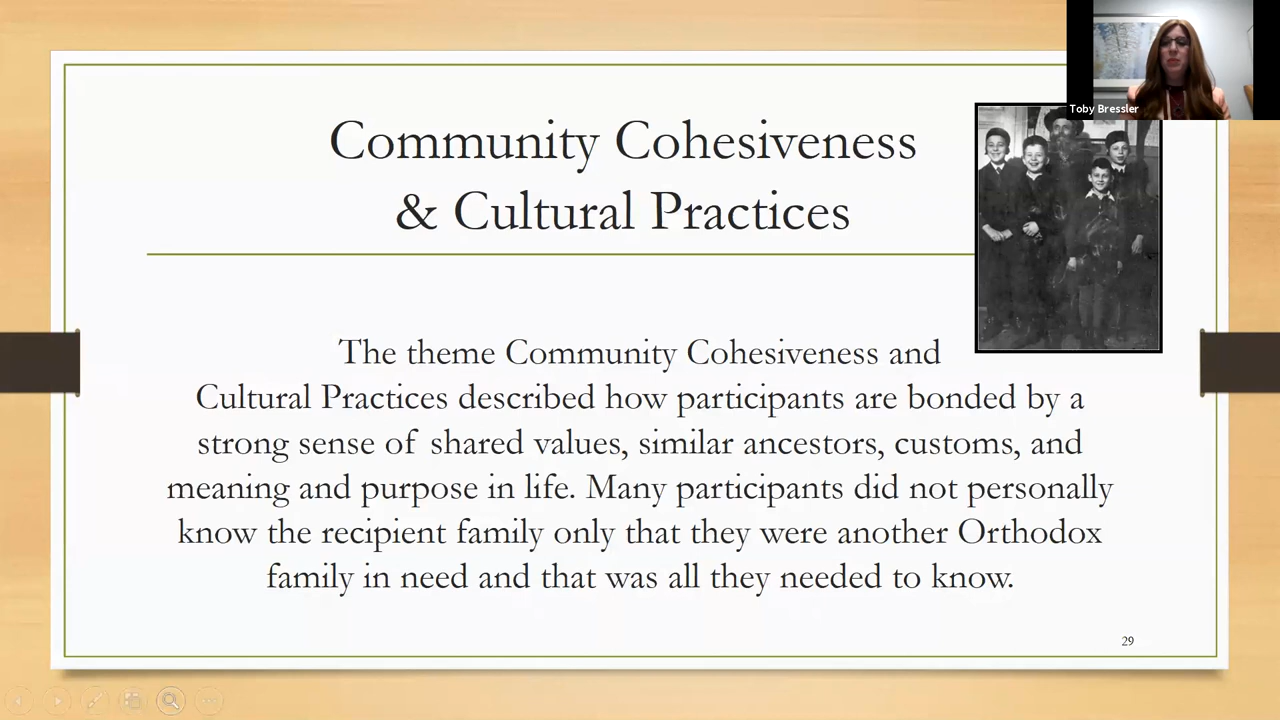 Toby Bressler
Community Cohesiveness
& Cultural Practices
The theme Community Cohesiveness and
Cultural Practices described how participants are bonded by a
strong sense of shared values, similar ancestors, customs, and
meaning and purpose in life. Many participants did not personally
know the recipient family only that they were another Orthodox
family in need and that was all they needed to know.
29